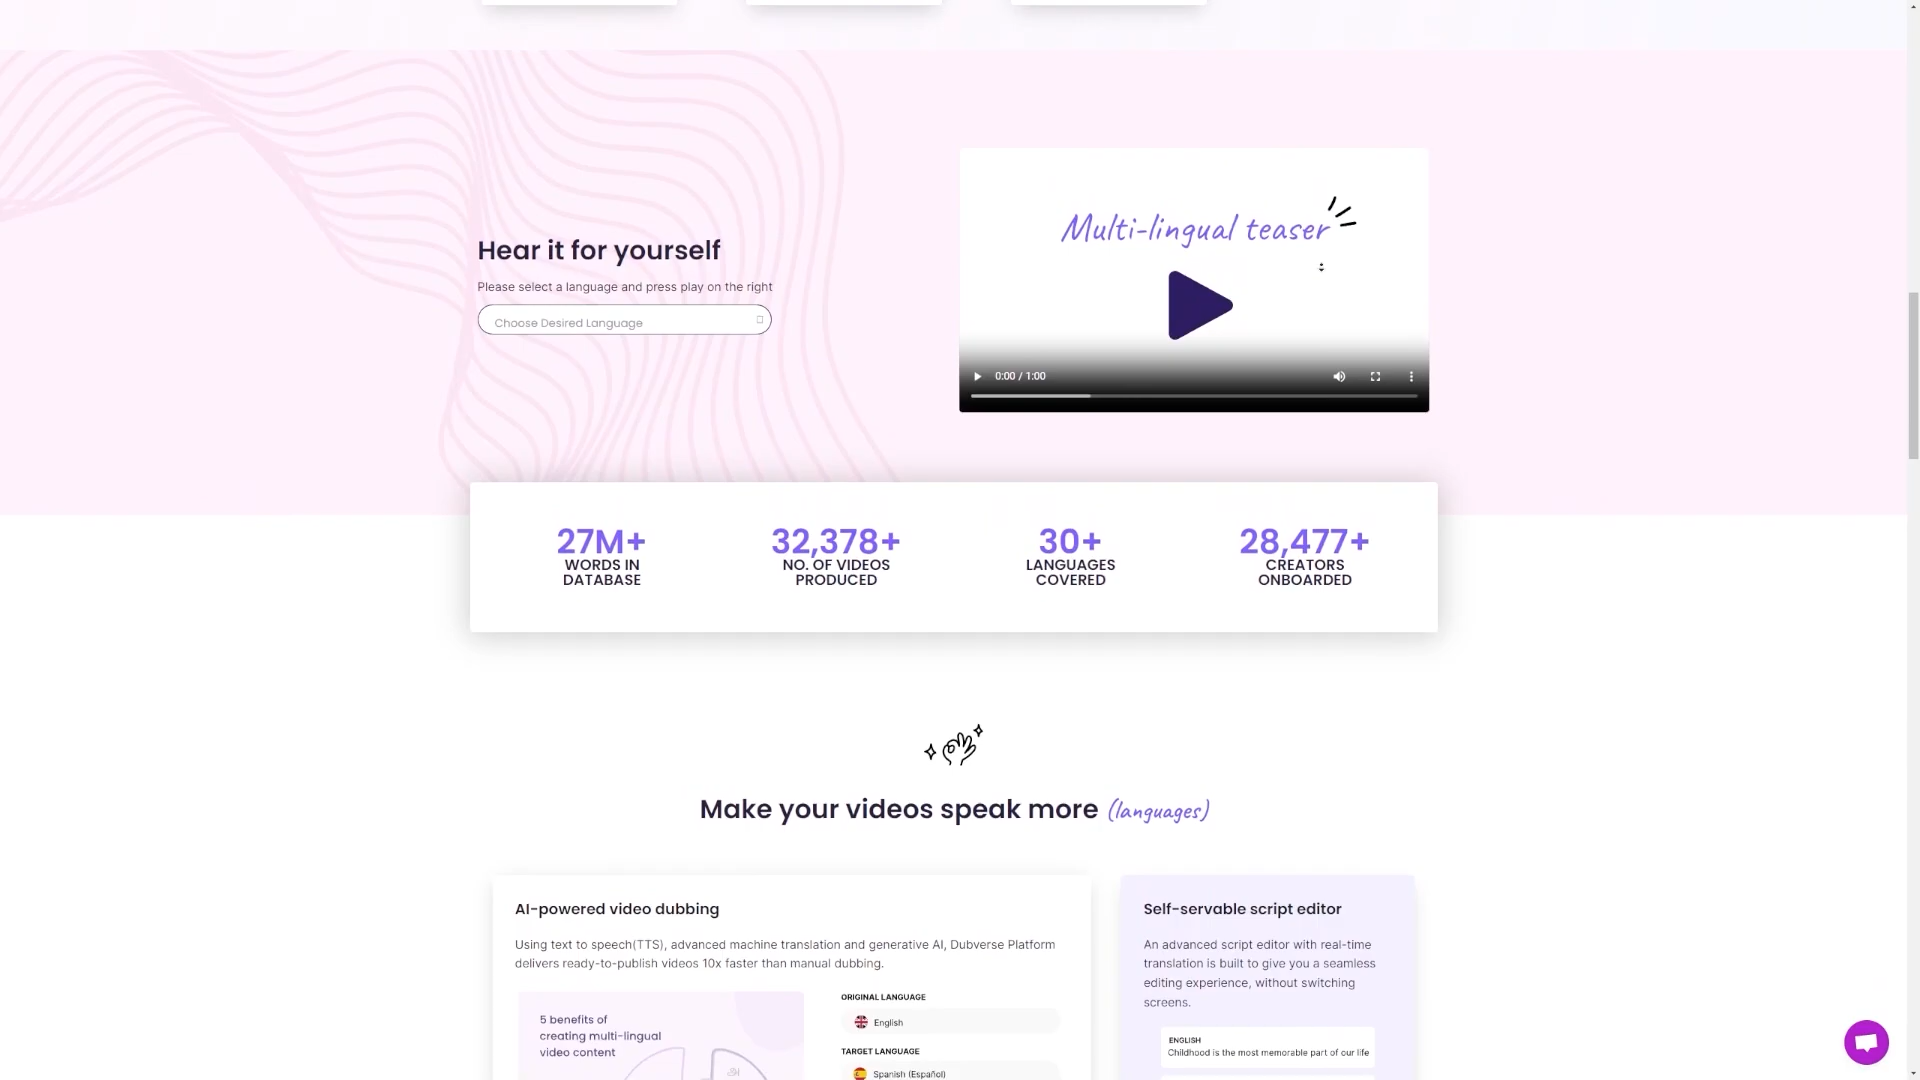 Hear it for yourself
Please select a language and press play on the right
Choose Desired Language
Multi-lingual teaser
0:00 / 1:00
27M+
WORDS IN
DATABASE
32,378+
NO. OF VIDEOS
PRODUCED
30+
LANGUAGES
COVERED
28,477+
CREATORS
ONBOARDED
Make your videos speak more (languages)
AI-powered video dubbing
Using text to speech(TTS), advanced machine translation and generative AI, Dubverse Platform
delivers ready-to-publish videos 10x faster than manual dubbing.
5 benefits of
creating multi-lingual
video content
ORIGINAL LANGUAGE
English
TARGET LANGUAGE
Spanish (Español)
Self-servable script editor
An advanced script editor with real-time
translation is built to give you a seamless
editing experience, without switching
screens.
ENGLISH
Childhood is the most memorable part of our life